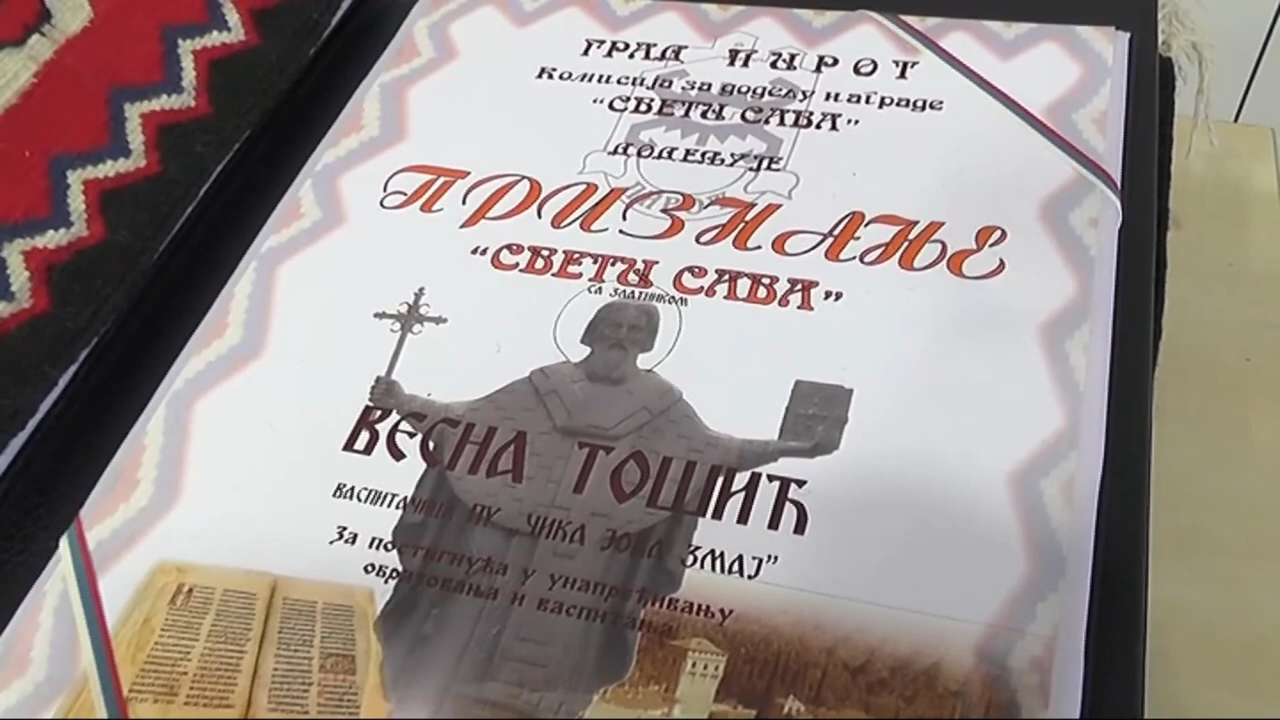 ГРАД ПИРОТ
Комисија за доделу награде
“СВЕТИ САВА”
ДОДЕЉУЈЕ
ПРИЗНАЊЕ
“СВЕТИ САВА”
СА ЗЛАТНИКОМ
ВЕСНА ТОШИЋ
ВАСПИТАЧИЦИ ПУ „ЧИКА ЈОВА ЗМАЈ”
За постигнућа у унапређивању
образовања и васпитања